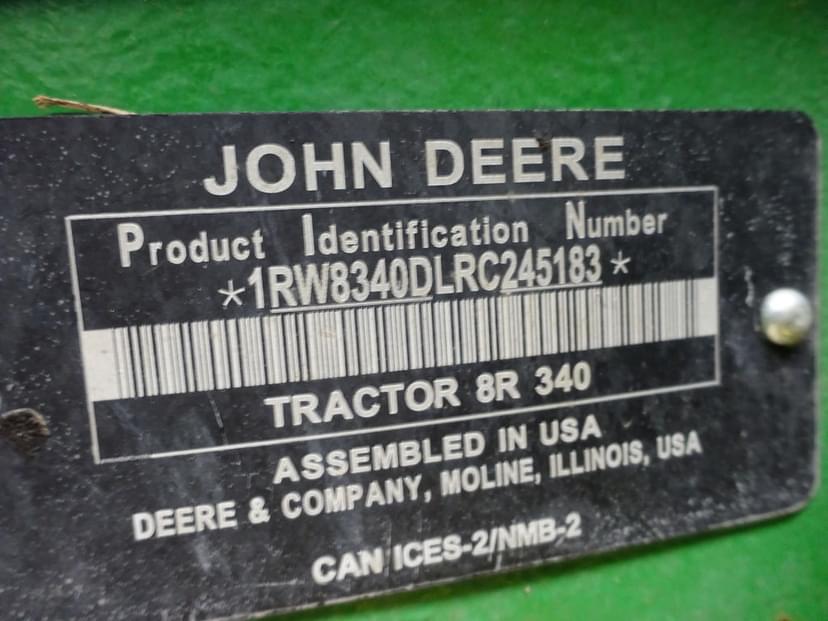 JOHN DEERE
Product Identification Number
*1RW8340DLRC245183*
TRACTOR 8R 340
ASSEMBLED IN USA
DEERE & COMPANY, MOLINE, ILLINOIS, USA
CAN ICES-2/NMB-2